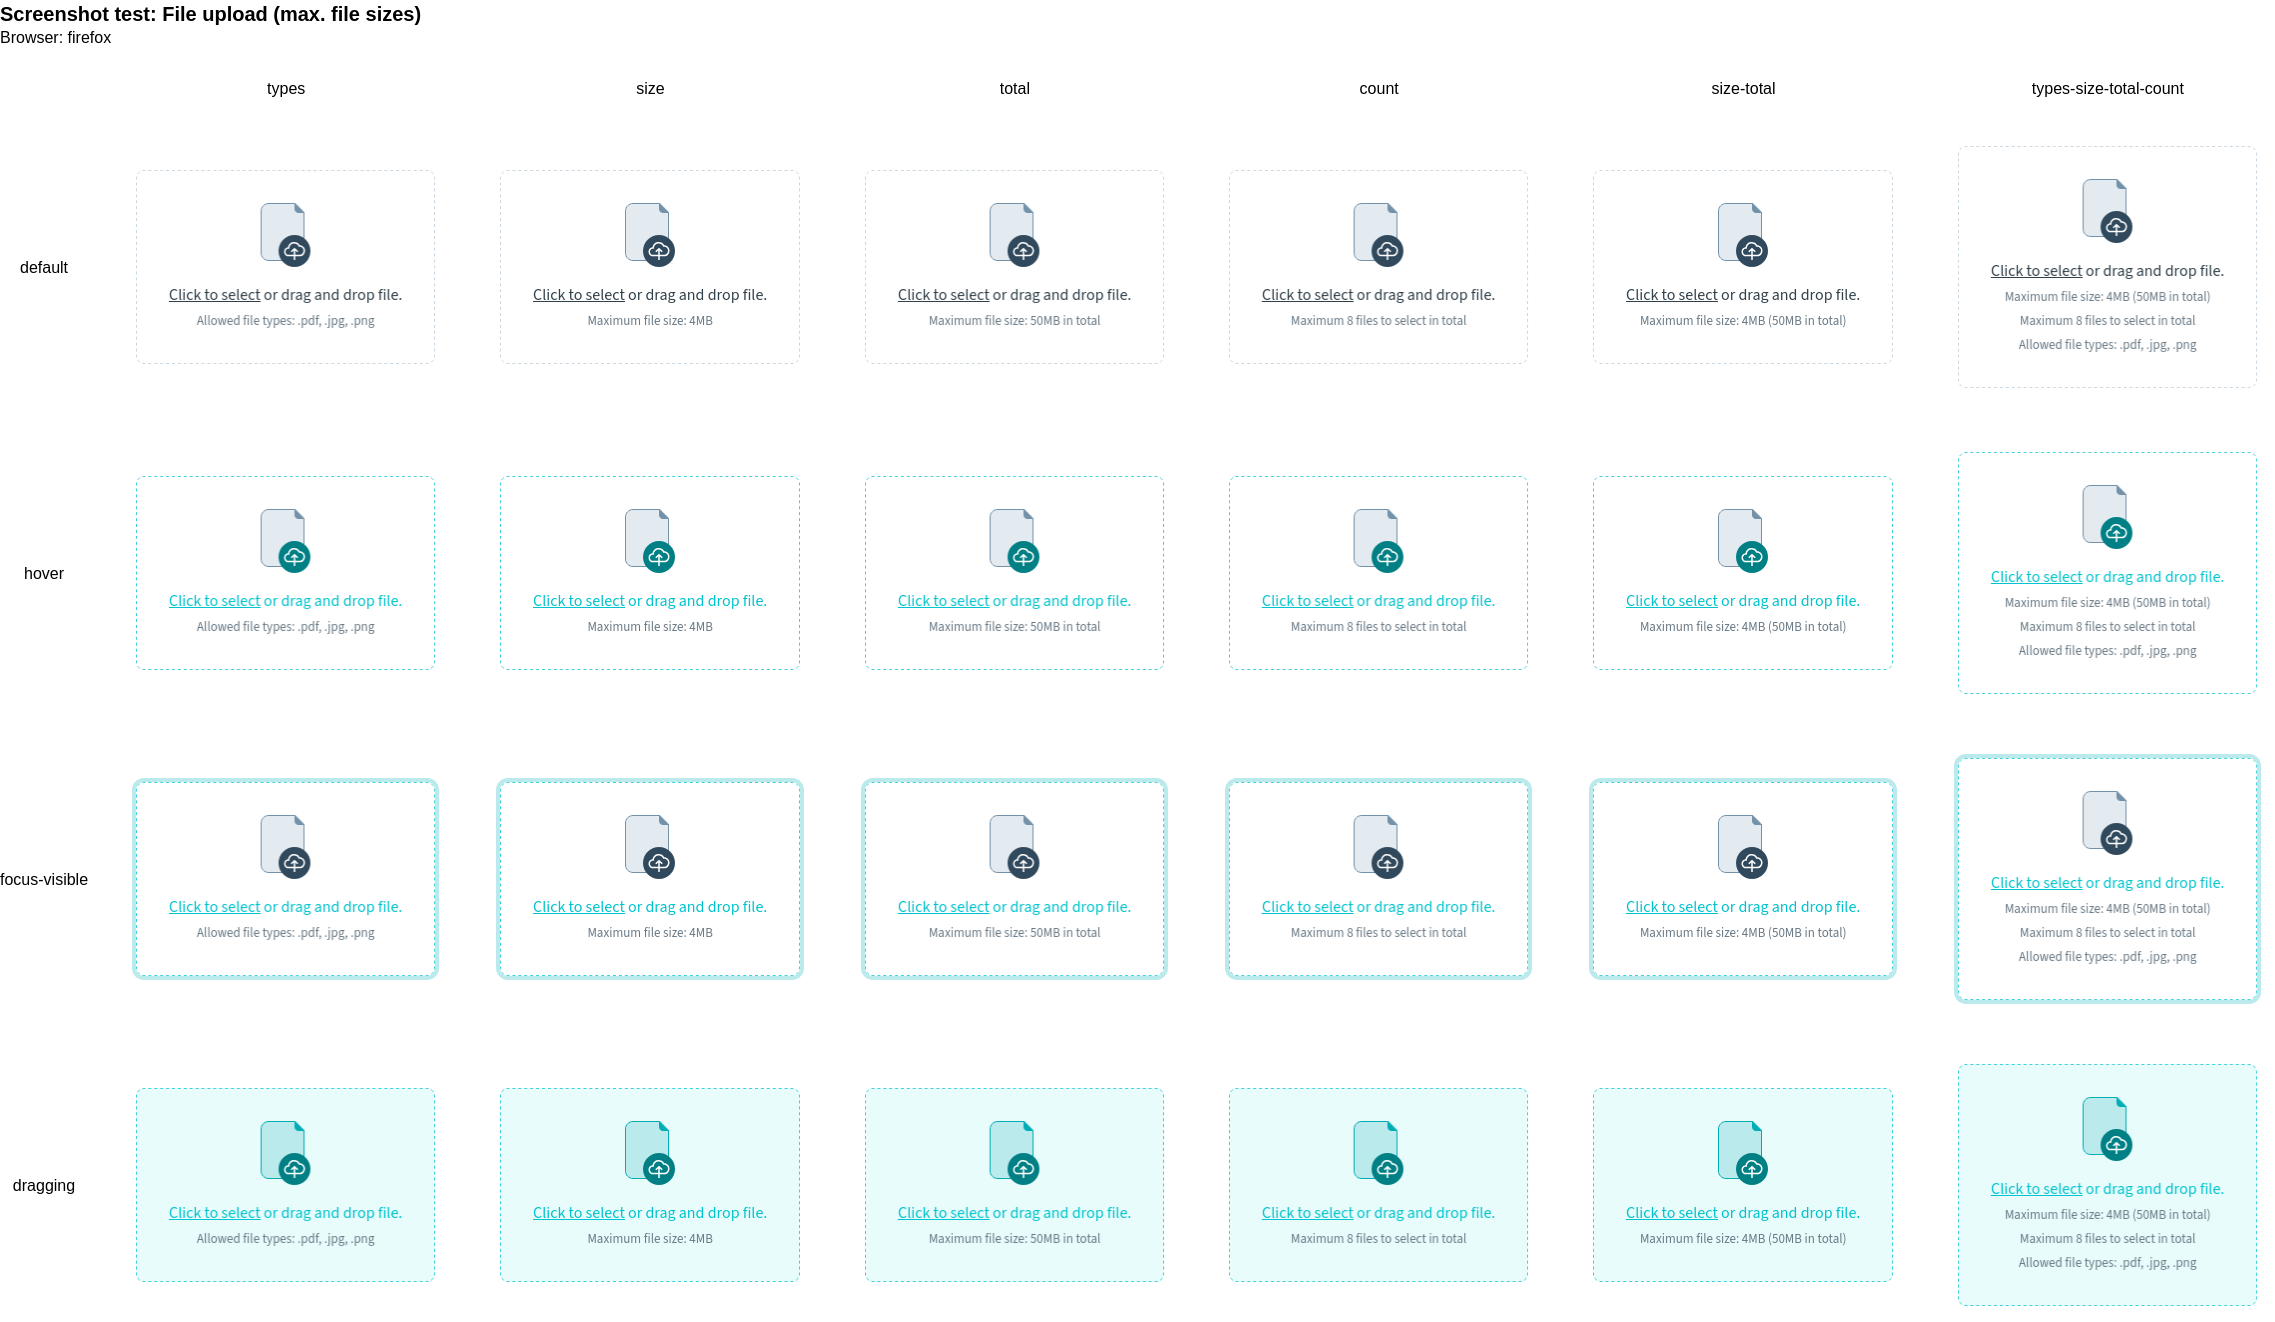 Screenshot test: File upload (max. file sizes)
Browser: firefox
types size total count size-total types-size-total-count
default
Click to select or drag and drop file.
Allowed file types: .pdf, .jpg, .png
Click to select or drag and drop file.
Maximum file size: 4MB
Click to select or drag and drop file.
Maximum file size: 50MB in total
Click to select or drag and drop file.
Maximum 8 files to select in total
Click to select or drag and drop file.
Maximum file size: 4MB (50MB in total)
Click to select or drag and drop file.
Maximum file size: 4MB (50MB in total)
Maximum 8 files to select in total
Allowed file types: .pdf, .jpg, .png
hover
Click to select or drag and drop file.
Allowed file types: .pdf, .jpg, .png
Click to select or drag and drop file.
Maximum file size: 4MB
Click to select or drag and drop file.
Maximum file size: 50MB in total
Click to select or drag and drop file.
Maximum 8 files to select in total
Click to select or drag and drop file.
Maximum file size: 4MB (50MB in total)
Click to select or drag and drop file.
Maximum file size: 4MB (50MB in total)
Maximum 8 files to select in total
Allowed file types: .pdf, .jpg, .png
focus-visible
Click to select or drag and drop file.
Allowed file types: .pdf, .jpg, .png
Click to select or drag and drop file.
Maximum file size: 4MB
Click to select or drag and drop file.
Maximum file size: 50MB in total
Click to select or drag and drop file.
Maximum 8 files to select in total
Click to select or drag and drop file.
Maximum file size: 4MB (50MB in total)
Click to select or drag and drop file.
Maximum file size: 4MB (50MB in total)
Maximum 8 files to select in total
Allowed file types: .pdf, .jpg, .png
dragging
Click to select or drag and drop file.
Allowed file types: .pdf, .jpg, .png
Click to select or drag and drop file.
Maximum file size: 4MB
Click to select or drag and drop file.
Maximum file size: 50MB in total
Click to select or drag and drop file.
Maximum 8 files to select in total
Click to select or drag and drop file.
Maximum file size: 4MB (50MB in total)
Click to select or drag and drop file.
Maximum file size: 4MB (50MB in total)
Maximum 8 files to select in total
Allowed file types: .pdf, .jpg, .png